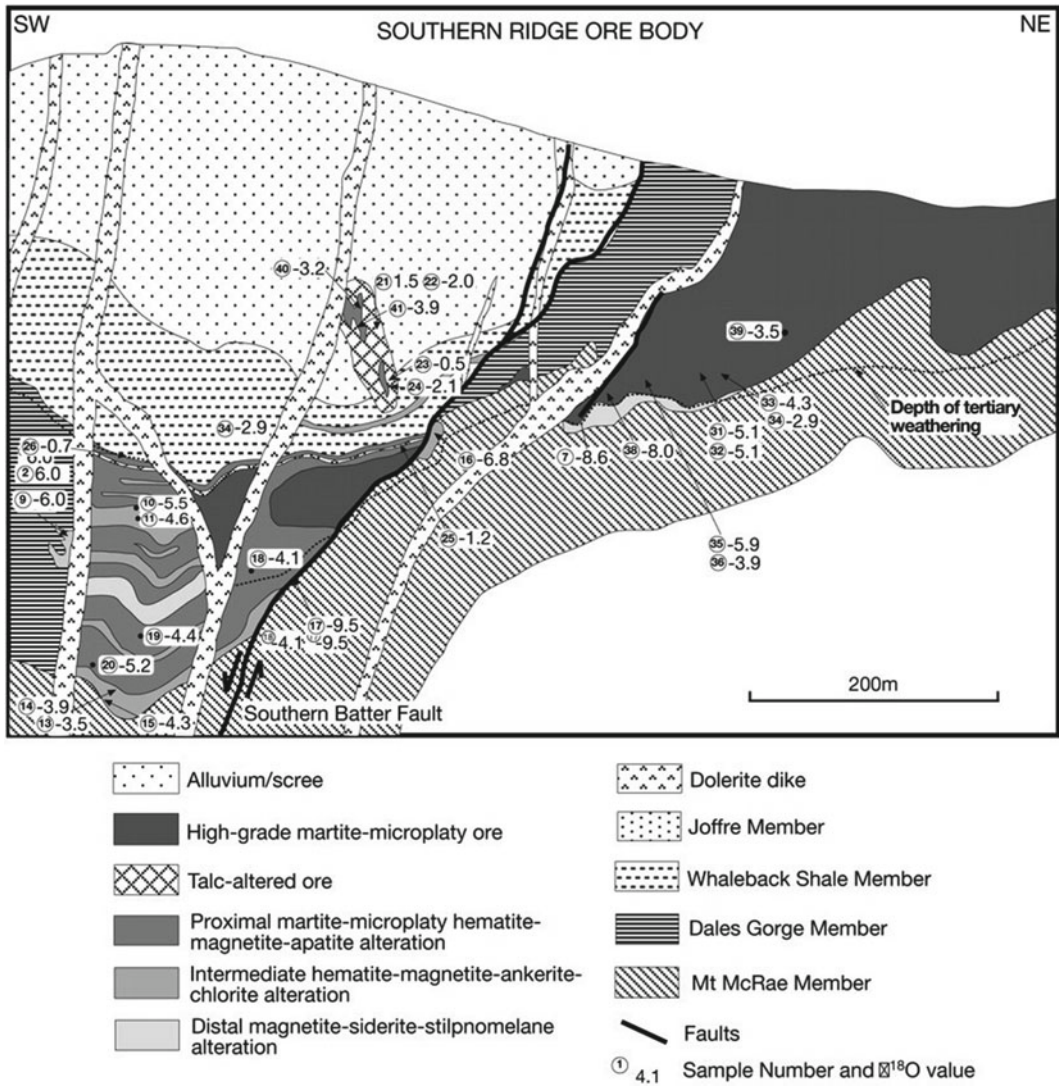 SW
SOUTHERN RIDGE ORE BODY
NE
40 -3.2
21 1.5 22 -2.0
41 -3.9
23 -0.5
24 -2.1
39 -3.5
33 -4.3
34 -2.9
Depth of tertiary
weathering
31 -5.1
32 -5.1
34 -2.9
26 -0.7
2 6.0
9 -6.0
10 -5.5
11 -4.6
16 -6.8
7 -8.6
38 -8.0
25 -1.2
18 -4.1
35 -5.9
36 -3.9
17 -9.5
-9.5
18 -4.1
19 -4.4
20 -5.2
14 -3.9
13 -3.5
15 -4.3
Southern Batter Fault
200m
Alluvium/scree
High-grade martite-microplaty ore
Talc-altered ore
Proximal martite-microplaty hematite-
magnetite-apatite alteration
Intermediate hematite-magnetite-ankerite-
chlorite alteration
Distal magnetite-siderite-stilpnomelane
alteration
Dolerite dike
Joffre Member
Whaleback Shale Member
Dales Gorge Member
Mt McRae Member
Faults
1 4.1 Sample Number and 18O value